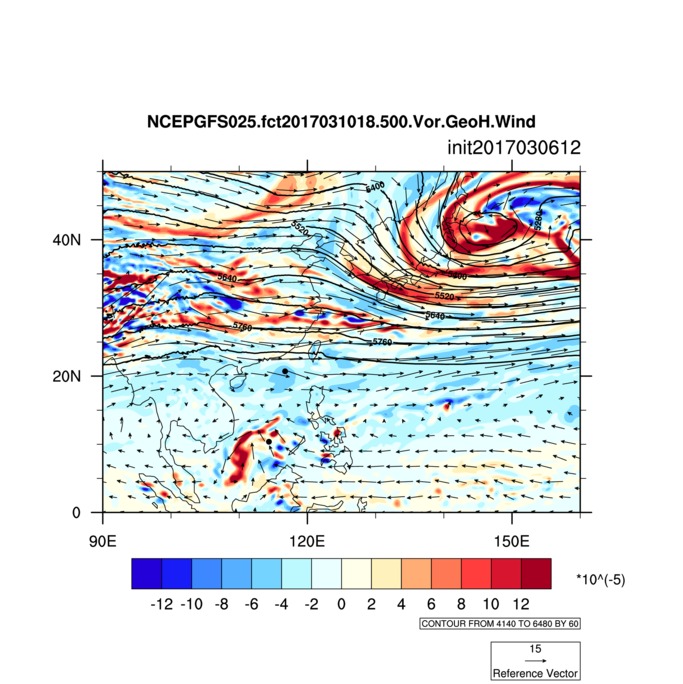 NCEPGFS025.fct2017031018.500.Vor.GeoH.Wind
init2017030612
5400
5520
5280
40N
5640
5400
5520
5640
5760
5760
20N
0
90E 120E 150E
-12 -10 -8 -6 -4 -2 0 2 4 6 8 10 12
*10^(-5)
CONTOUR FROM 4140 TO 6480 BY 60
15
Reference Vector